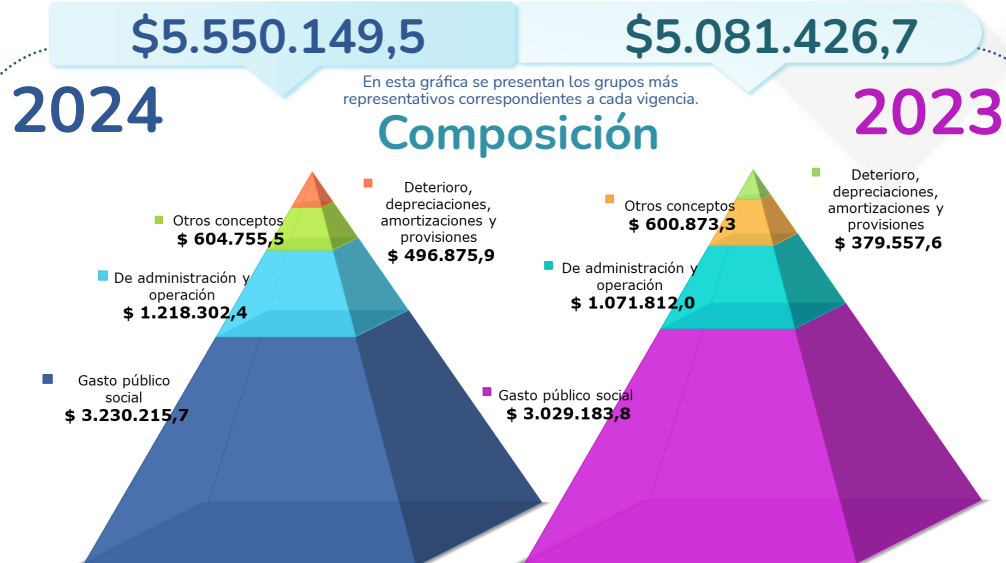 $5.550.149,5
$5.081.426,7
2024
En esta gráfica se presentan los grupos más
representativos correspondientes a cada vigencia.
Composición
2023
Deterioro,
depreciaciones,
amortizaciones y
provisiones
$ 496.875,9
Otros conceptos
$ 604.755,5
De administración y
operación
$ 1.218.302,4
Gasto público
social
$ 3.230.215,7
Deterioro,
depreciaciones,
amortizaciones y
provisiones
$ 379.557,6
Otros conceptos
$ 600.873,3
De administración y
operación
$ 1.071.812,0
Gasto público social
$ 3.029.183,8